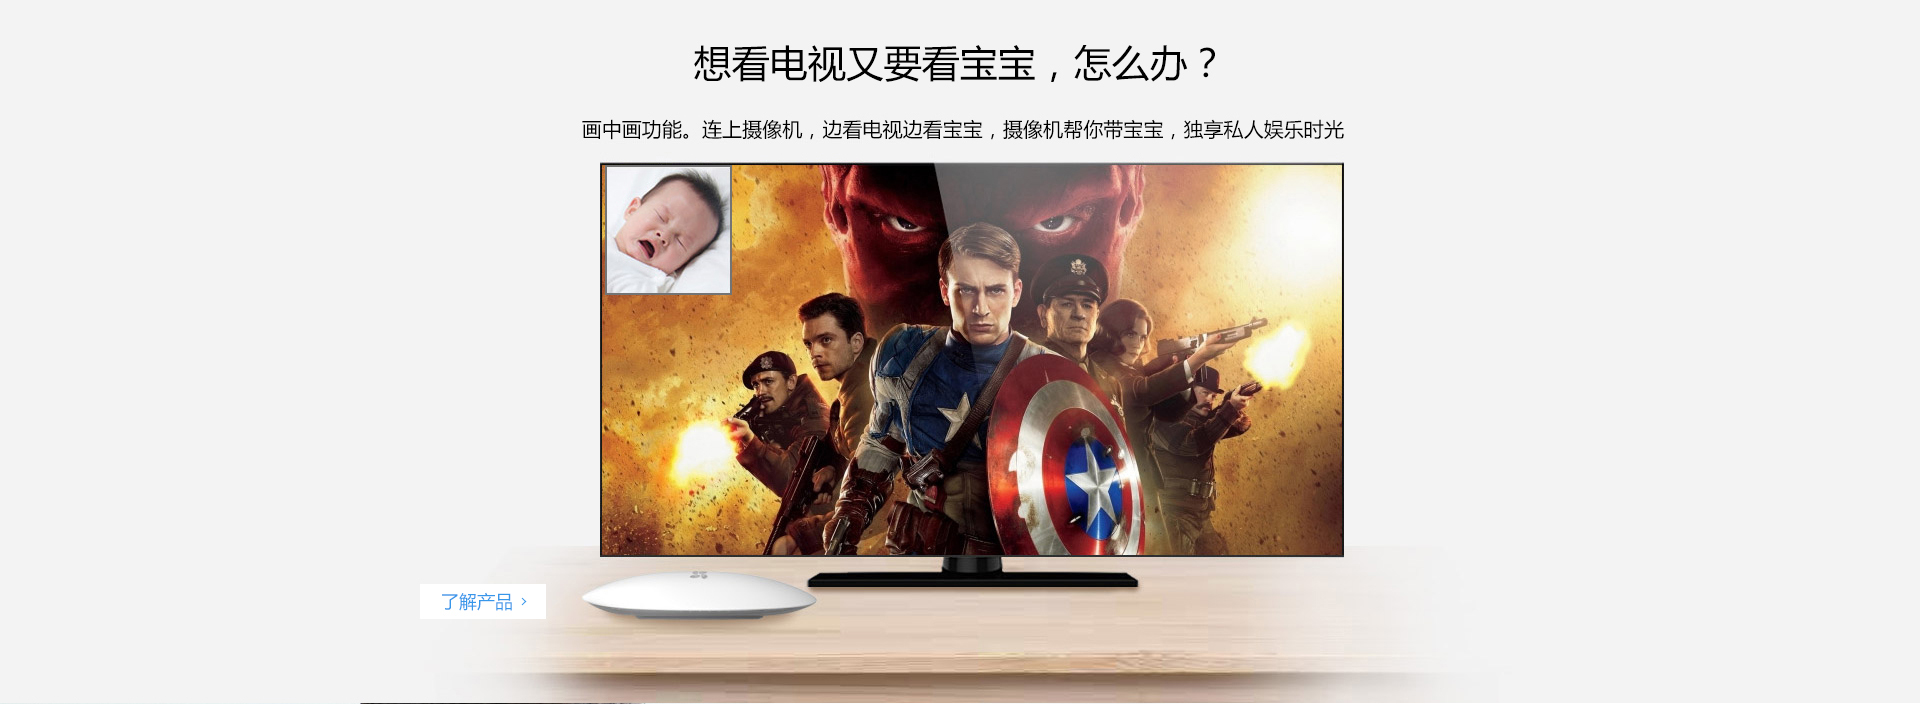 想看电视又要看宝宝，怎么办？
画中画功能。连上摄像机，边看电视边看宝宝，摄像机帮你带宝宝，独享私人娱乐时光
了解产品 >